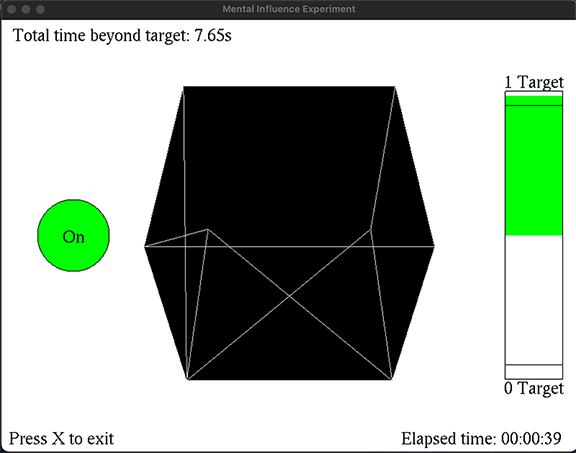 Mental Influence Experiment
Total time beyond target: 7.65s
1 Target
On
0 Target
Press X to exit
Elapsed time: 00:00:39